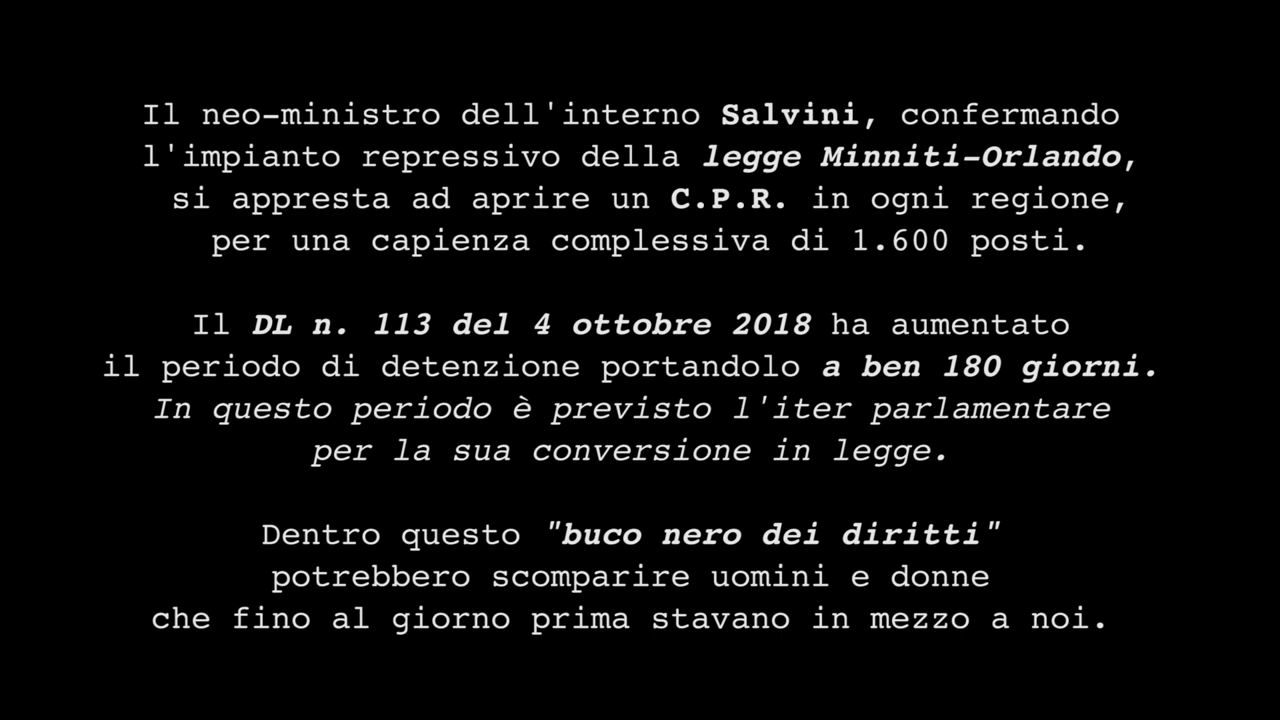 Il neo-ministro dell'interno Salvini, confermando
l'impianto repressivo della legge Minniti-Orlando,
si appresta ad aprire un C.P.R. in ogni regione,
per una capienza complessiva di 1.600 posti.
Il DL n. 113 del 4 ottobre 2018 ha aumentato
il periodo di detenzione portandolo a ben 180 giorni.
In questo periodo è previsto l'iter parlamentare
per la sua conversione in legge.
Dentro questo "buco nero dei diritti"
potrebbero scomparire uomini e donne
che fino al giorno prima stavano in mezzo a noi.